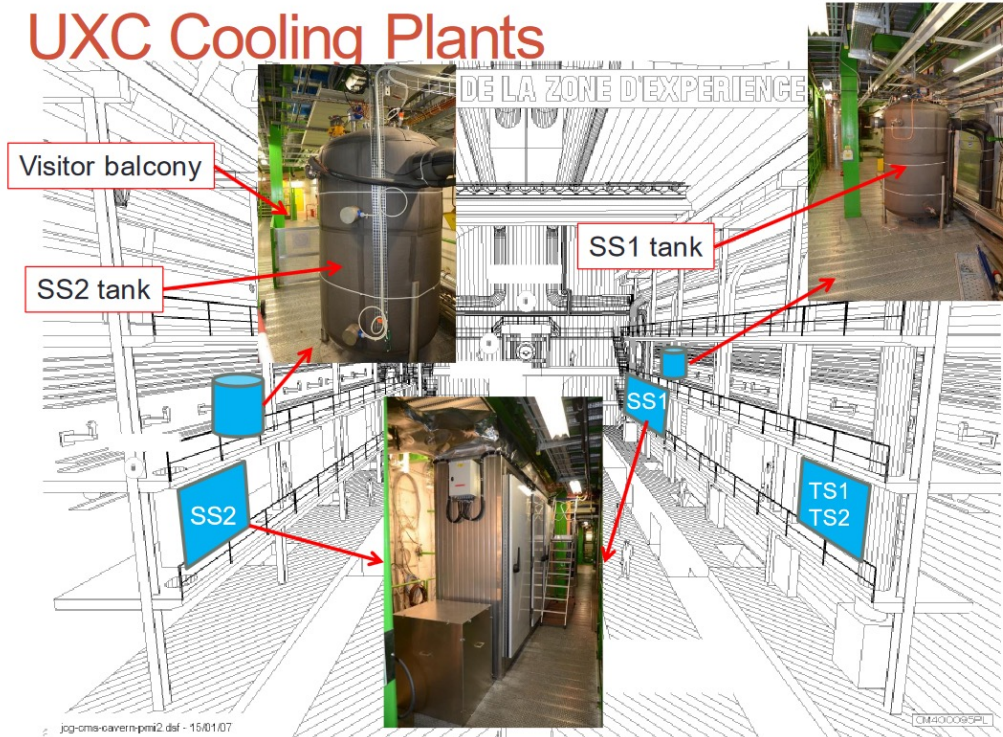 UXC Cooling Plants
DE LA ZONE D'EXPERIENCE
Visitor balcony
SS2 tank
SS1 tank
SS1
SS2
TS1
TS2
jcg-cms-cavern-pmi2.dsf - 15/01/07
CM400095PL